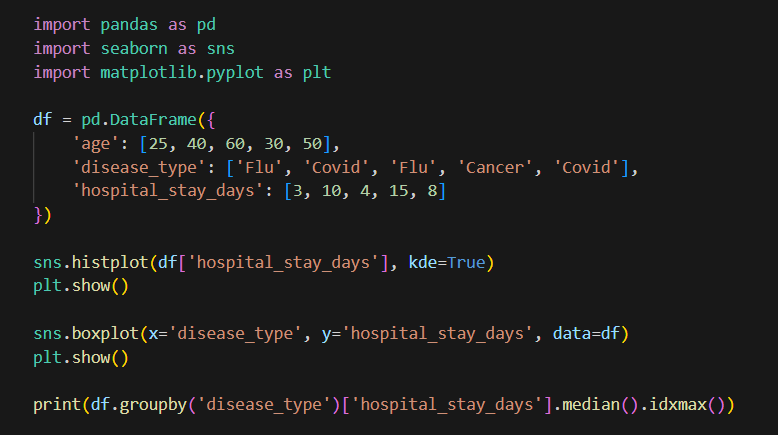 import pandas as pd
import seaborn as sns
import matplotlib.pyplot as plt

df = pd.DataFrame({
    'age': [25, 40, 60, 30, 50],
    'disease_type': ['Flu', 'Covid', 'Flu', 'Cancer', 'Covid'],
    'hospital_stay_days': [3, 10, 4, 15, 8]
})

sns.histplot(df['hospital_stay_days'], kde=True)
plt.show()

sns.boxplot(x='disease_type', y='hospital_stay_days', data=df)
plt.show()

print(df.groupby('disease_type')['hospital_stay_days'].median().idxmax())